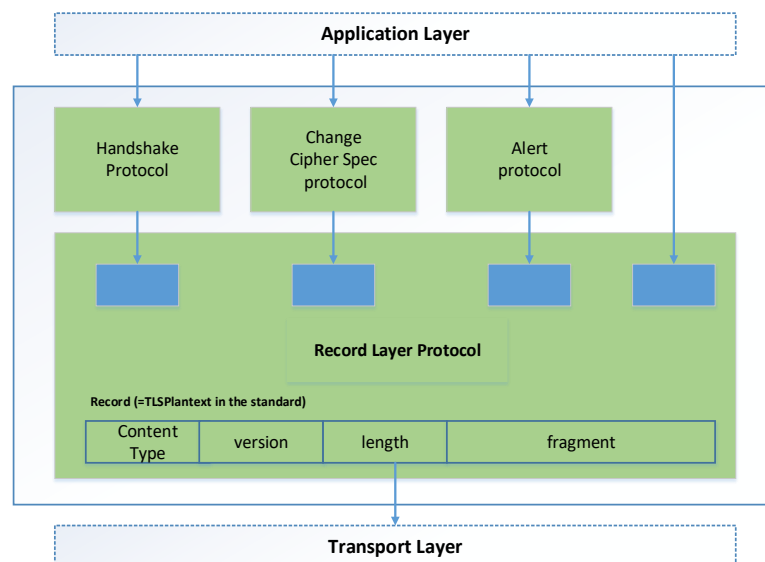 Application Layer
Handshake
Protocol
Change
Cipher Spec
protocol
Alert
protocol
Record Layer Protocol
Record (=TLSPlantext in the standard)
Content
Type
version
length
fragment
Transport Layer